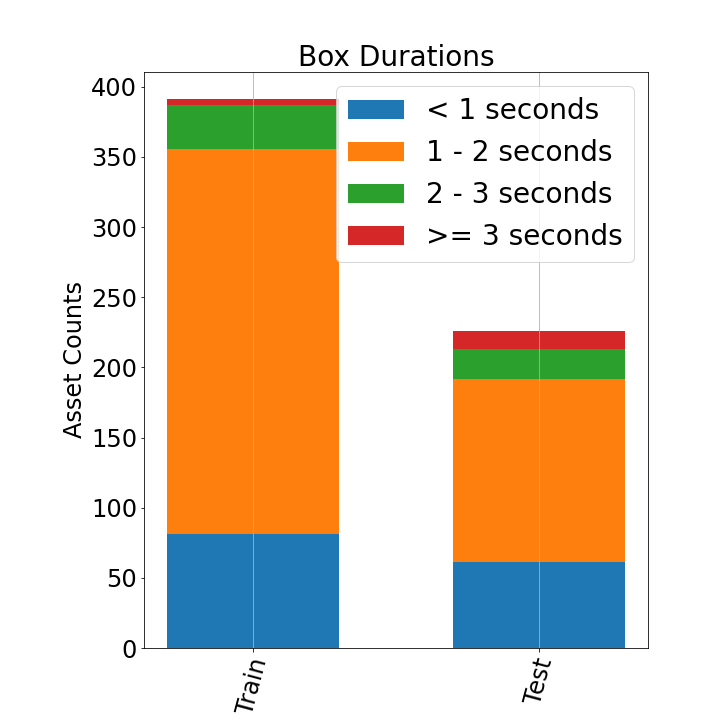 Box Durations
400
350
300
250
200
150
100
50
0
Asset Counts
< 1 seconds
1 - 2 seconds
2 - 3 seconds
>= 3 seconds
Train
Test